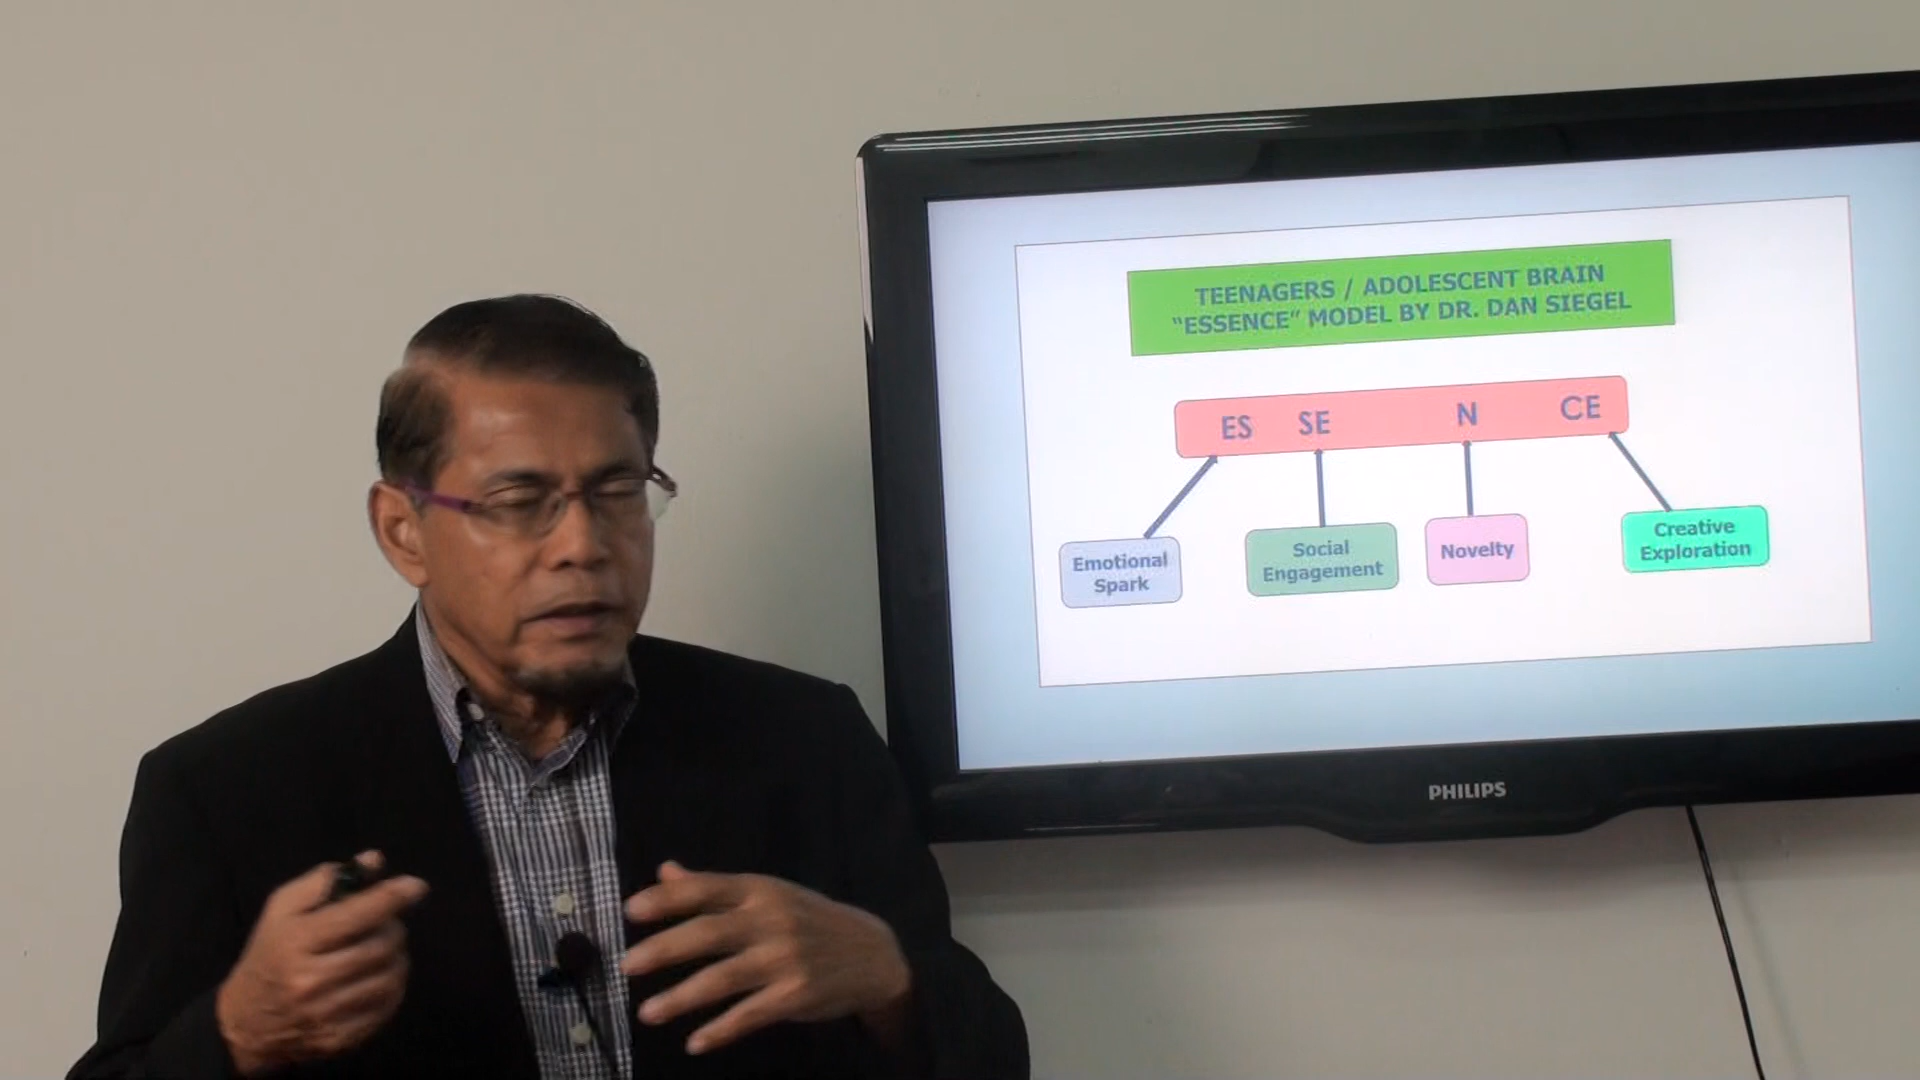 TEENAGERS / ADOLESCENT BRAIN
“ESSENCE” MODEL BY DR. DAN SIEGEL
ES SE N CE
Emotional
Spark
Social
Engagement
Novelty
Creative
Exploration
PHILIPS